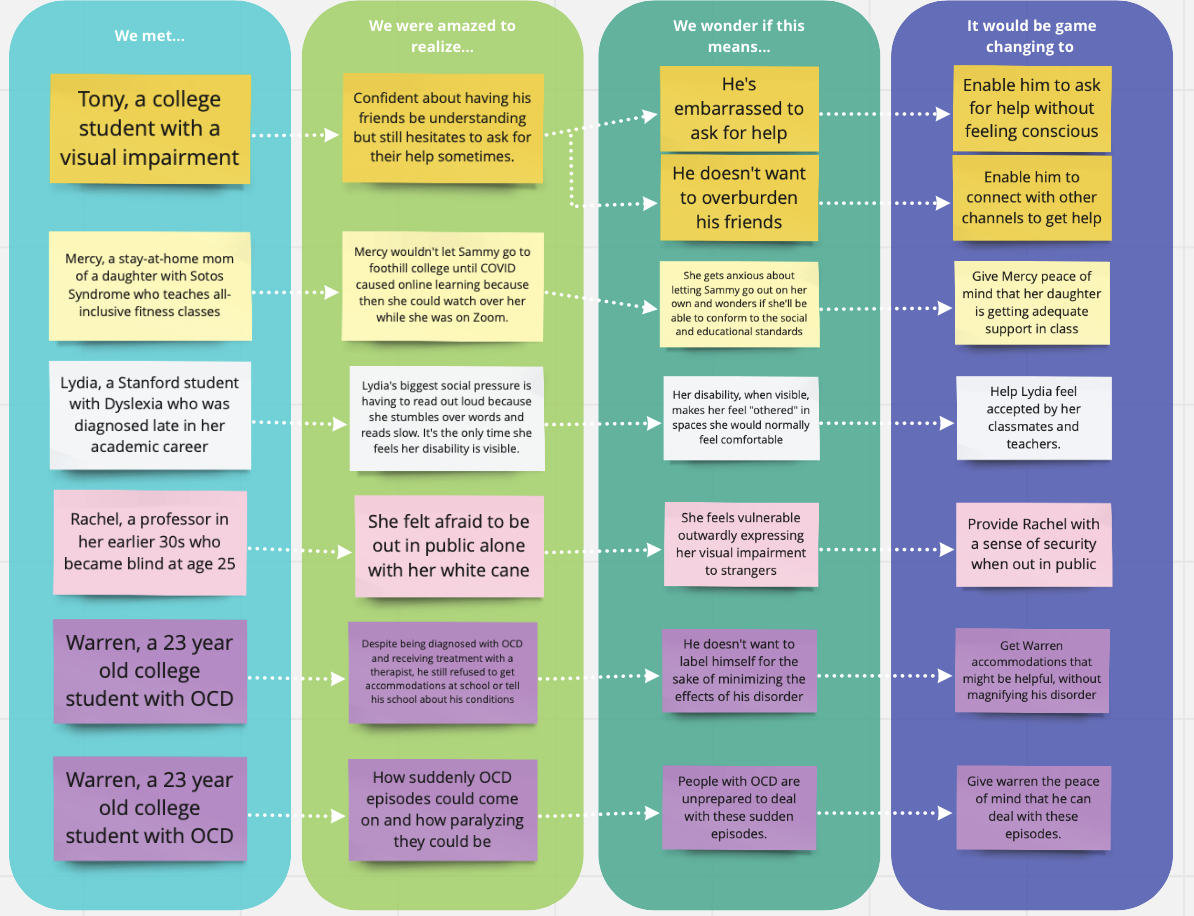 We met...
We were amazed to
realize...
We wonder if this
means...
It would be game
changing to
Tony, a college
student with a
visual impairment
Confident about having his
friends be understanding
but still hesitates to ask for
their help sometimes.
He's
embarrassed to
ask for help
Enable him to ask
for help without
feeling conscious
He doesn't want
to overburden
his friends
Enable him to
connect with other
channels to get help
Mercy, a stay-at-home mom
of a daughter with Sotos
Syndrome who teaches all-
inclusive fitness classes
Mercy wouldn't let Sammy go to
foothill college until COVID
caused online learning because
then she could watch over her
while she was on Zoom.
She gets anxious about
letting Sammy go out on her
own and wonders if she'll be
able to conform to the social
and educational standards
Give Mercy peace of
mind that her daughter
is getting adequate
support in class
Lydia, a Stanford student
with Dyslexia who was
diagnosed late in her
academic career
Lydia's biggest social pressure is
having to read out loud because
she stumbles over words and
reads slow. It's the only time she
feels her disability is visible.
Her disability, when visible,
makes her feel "othered" in
spaces she would normally
feel comfortable
Help Lydia feel
accepted by her
classmates and
teachers.
Rachel, a professor in
her earlier 30s who
became blind at age 25
She felt afraid to be
out in public alone
with her white cane
She feels vulnerable
outwardly expressing
her visual impairment
to strangers
Provide Rachel with
a sense of security
when out in public
Warren, a 23 year
old college
student with OCD
Despite being diagnosed with OCD
and receiving treatment with a
therapist, he still refused to get
accommodations at school or tell
his school about his conditions
He doesn't want to
label himself for the
sake of minimizing the
effects of his disorder
Get Warren
accommodations that
might be helpful, without
magnifying his disorder
Warren, a 23 year
old college
student with OCD
How suddenly OCD
episodes could come
on and how paralyzing
they could be
People with OCD are
unprepared to deal
with these sudden
episodes.
Give warren the peace
of mind that he can
deal with these
episodes.